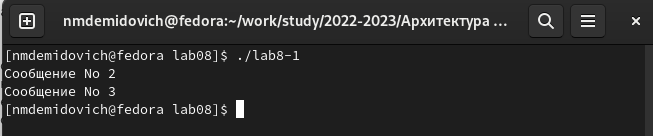 nmdemidovich@fedora:~/work/study/2022-2023/Архитектура ...
[nmdemidovich@fedora lab08]$ ./lab8-1
Сообщение No 2
Сообщение No 3
[nmdemidovich@fedora lab08]$